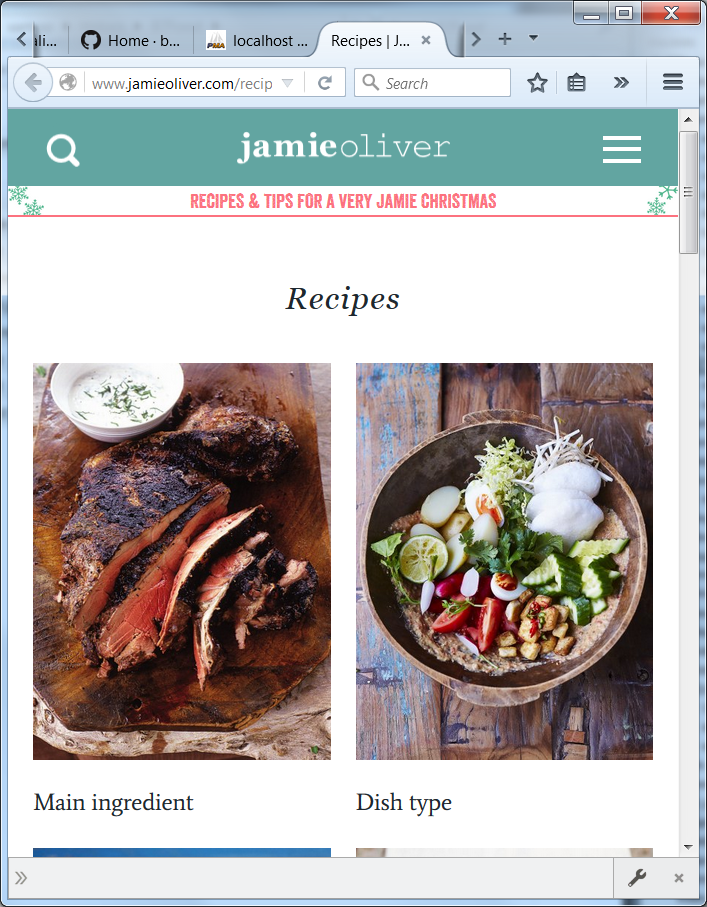 ali...
Home · b...
localhost ...
Recipes | J...
www.jamieoliver.com/recip
Search
jamieoliver
RECIPES & TIPS FOR A VERY JAMIE CHRISTMAS
Recipes
Main ingredient
Dish type